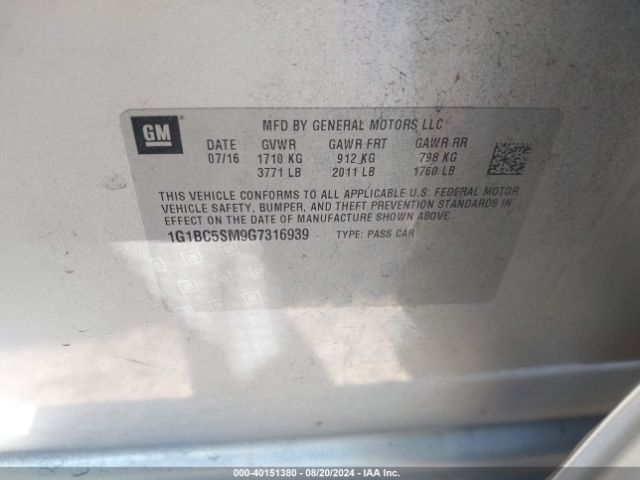 GM
MFD BY GENERAL MOTORS LLC
DATE GVWR GAWR FRT GAWR RR
07/16 1710 KG 912 KG 798 KG
3771 LB 2011 LB 1760 LB
THIS VEHICLE CONFORMS TO ALL APPLICABLE U.S. FEDERAL MOTOR
VEHICLE SAFETY, BUMPER, AND THEFT PREVENTION STANDARDS IN
EFFECT ON THE DATE OF MANUFACTURE SHOWN ABOVE.
1G1BC5SM9G7316939 TYPE: PASS CAR
000-40151380 - 08/20/2024 - IAA Inc.